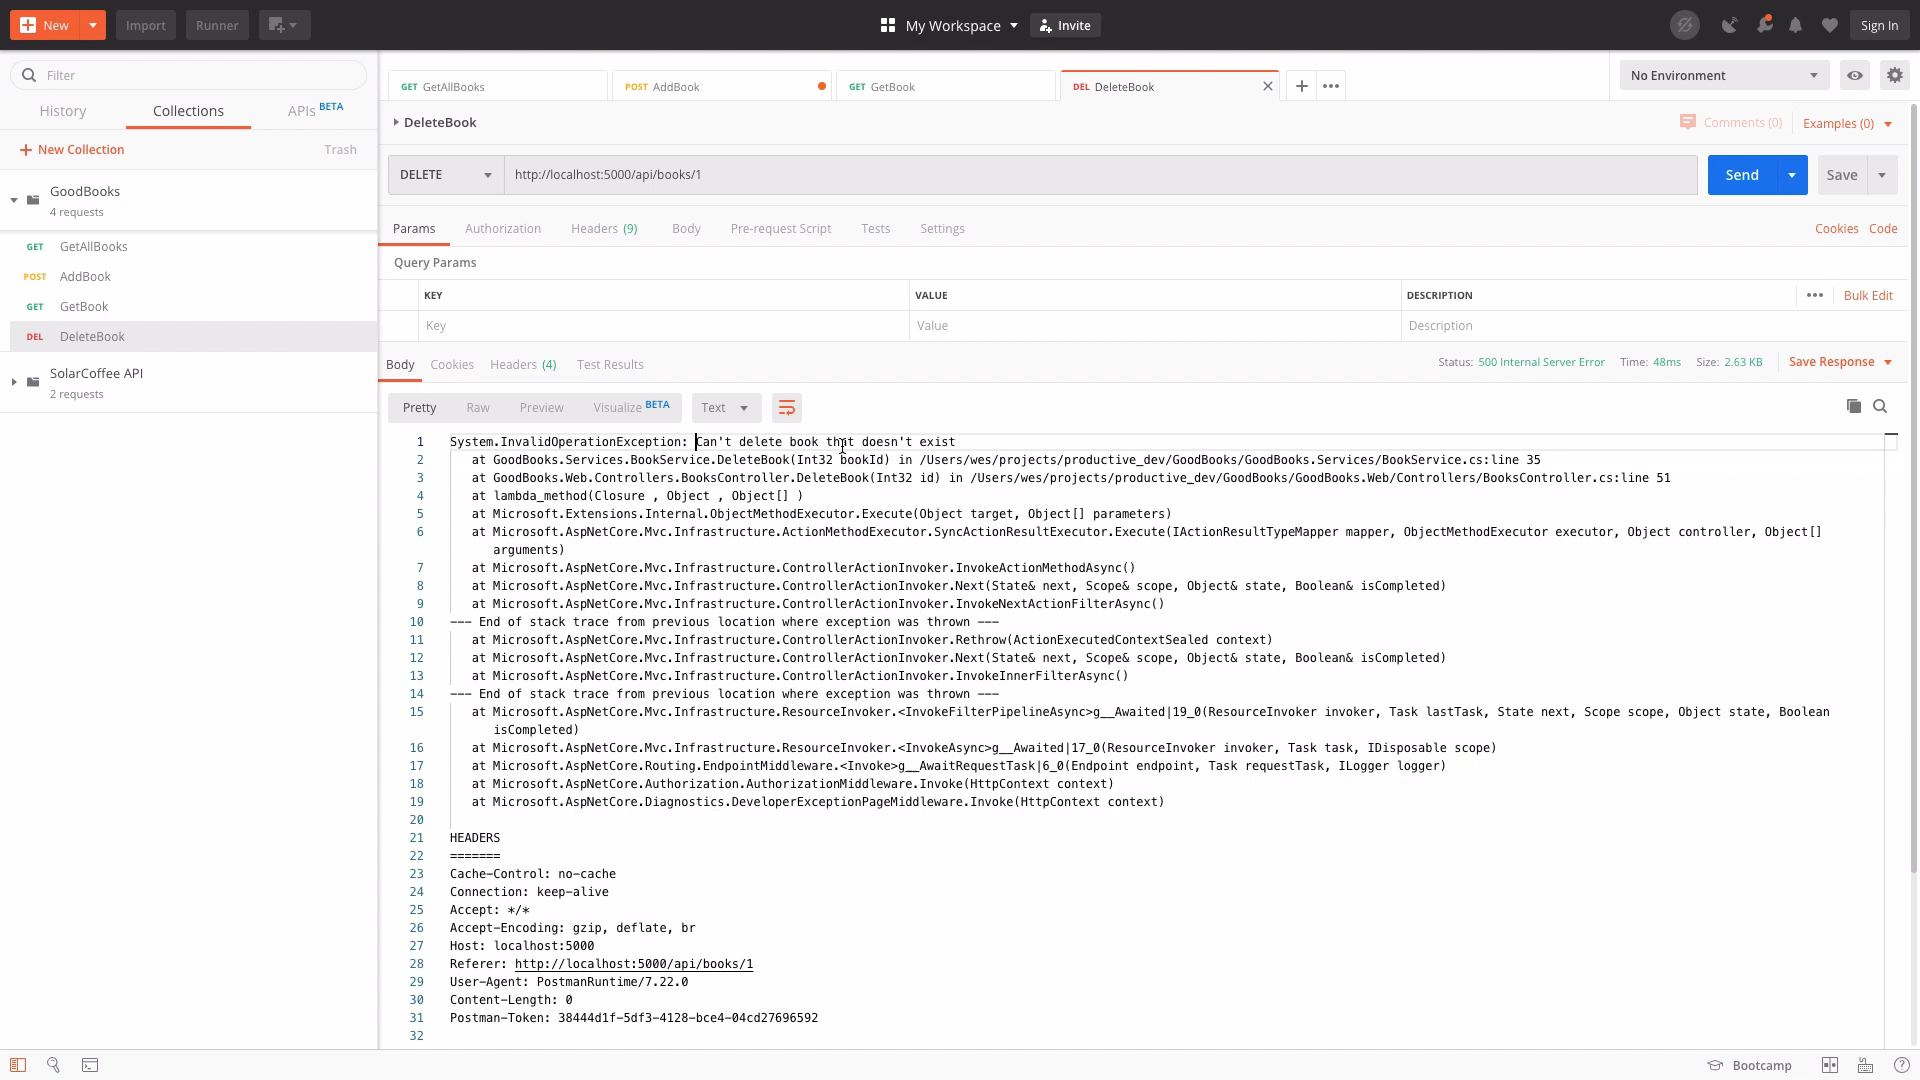 New
Import
Runner
My Workspace
Invite
Sign In
Filter
History
Collections
APIs BETA
+ New Collection
Trash
GoodBooks
4 requests
GET GetAllBooks
POST AddBook
GET GetBook
DEL DeleteBook
SolarCoffee API
2 requests
GET GetAllBooks
POST AddBook
GET GetBook
DEL DeleteBook
No Environment
DeleteBook
Comments (0)
Examples (0)
DELETE
http://localhost:5000/api/books/1
Send
Save
Params
Authorization
Headers (9)
Body
Pre-request Script
Tests
Settings
Cookies
Code
Query Params
KEY
VALUE
DESCRIPTION
Bulk Edit
Key
Value
Description
Body
Cookies
Headers (4)
Test Results
Status: 500 Internal Server Error
Time: 48ms
Size: 2.63 KB
Save Response
Pretty
Raw
Preview
Visualize BETA
Text
1 System.InvalidOperationException: Can't delete book that doesn't exist
2 at GoodBooks.Services.BookService.DeleteBook(Int32 bookId) in /Users/wes/projects/productive_dev/GoodBooks/GoodBooks.Services/BookService.cs:line 35
3 at GoodBooks.Web.Controllers.BooksController.DeleteBook(Int32 id) in /Users/wes/projects/productive_dev/GoodBooks/GoodBooks.Web/Controllers/BooksController.cs:line 51
4 at lambda_method(Closure , Object , Object[] )
5 at Microsoft.Extensions.Internal.ObjectMethodExecutor.Execute(Object target, Object[] parameters)
6 at Microsoft.AspNetCore.Mvc.Infrastructure.ActionMethodExecutor.SyncActionResultExecutor.Execute(IActionResultTypeMapper mapper, ObjectMethodExecutor executor, Object controller, Object[]
arguments)
7 at Microsoft.AspNetCore.Mvc.Infrastructure.ControllerActionInvoker.InvokeActionMethodAsync()
8 at Microsoft.AspNetCore.Mvc.Infrastructure.ControllerActionInvoker.Next(State& next, Scope& scope, Object& state, Boolean& isCompleted)
9 at Microsoft.AspNetCore.Mvc.Infrastructure.ControllerActionInvoker.InvokeNextActionFilterAsync()
10 --- End of stack trace from previous location where exception was thrown ---
11 at Microsoft.AspNetCore.Mvc.Infrastructure.ControllerActionInvoker.Rethrow(ActionExecutedContextSealed context)
12 at Microsoft.AspNetCore.Mvc.Infrastructure.ControllerActionInvoker.Next(State& next, Scope& scope, Object& state, Boolean& isCompleted)
13 at Microsoft.AspNetCore.Mvc.Infrastructure.ControllerActionInvoker.InvokeInnerFilterAsync()
14 --- End of stack trace from previous location where exception was thrown ---
15 at Microsoft.AspNetCore.Mvc.Infrastructure.ResourceInvoker.<InvokeFilterPipelineAsync>g__Awaited|19_0(ResourceInvoker invoker, Task lastTask, State next, Scope scope, Object state, Boolean
isCompleted)
16 at Microsoft.AspNetCore.Mvc.Infrastructure.ResourceInvoker.<InvokeAsync>g__Awaited|17_0(ResourceInvoker invoker, Task task, IDisposable scope)
17 at Microsoft.AspNetCore.Routing.EndpointMiddleware.<Invoke>g__AwaitRequestTask|6_0(Endpoint endpoint, Task requestTask, ILogger logger)
18 at Microsoft.AspNetCore.Authorization.AuthorizationMiddleware.Invoke(HttpContext context)
19 at Microsoft.AspNetCore.Diagnostics.DeveloperExceptionPageMiddleware.Invoke(HttpContext context)
20
21 HEADERS
22 =======
23 Cache-Control: no-cache
24 Connection: keep-alive
25 Accept: */*
26 Accept-Encoding: gzip, deflate, br
27 Host: localhost:5000
28 Referer: http://localhost:5000/api/books/1
29 User-Agent: PostmanRuntime/7.22.0
30 Content-Length: 0
31 Postman-Token: 38444d1f-5df3-4128-bce4-04cd27696592
32
Bootcamp